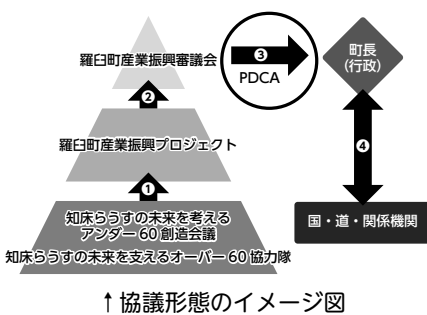 羅臼町産業振興審議会
❸
PDCA
町長
(行政)
❷
羅臼町産業振興プロジェクト
❹
❶
知床らうすの未来を考える
アンダー60創造会議
知床らうすの未来を支えるオーバー60協力隊
国・道・関係機関
↑協議形態のイメージ図